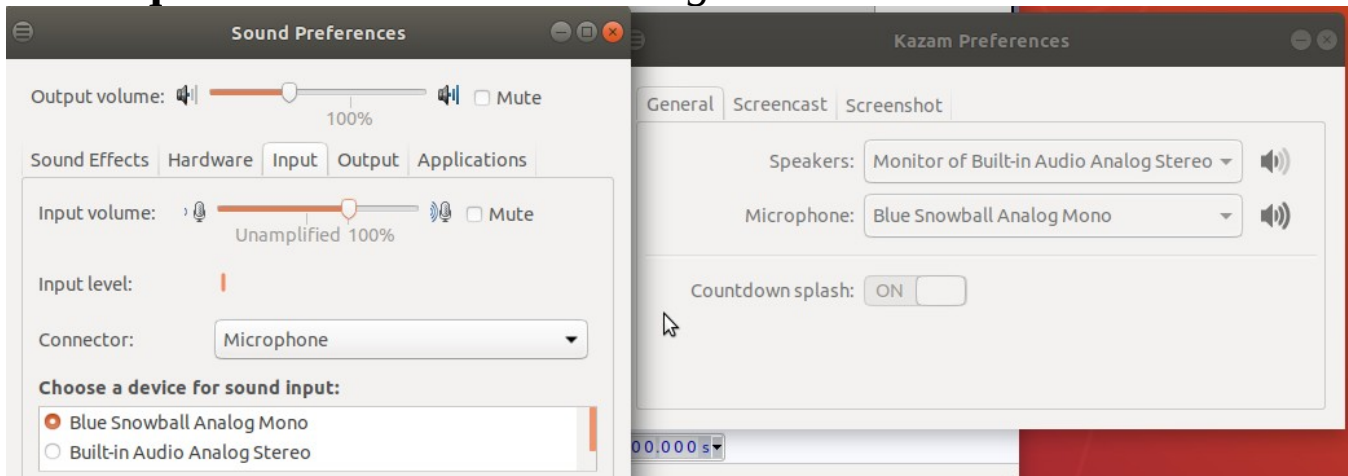 Sound Preferences
Output volume:
Mute
100%
Sound Effects Hardware Input Output Applications
Input volume:
Mute
Unamplified 100%
Input level:
Connector: Microphone
Choose a device for sound input:
Blue Snowball Analog Mono
Built-in Audio Analog Stereo
Kazam Preferences
General Screencast Screenshot
Speakers: Monitor of Built-in Audio Analog Stereo
Microphone: Blue Snowball Analog Mono
Countdown splash: ON
00.000 s